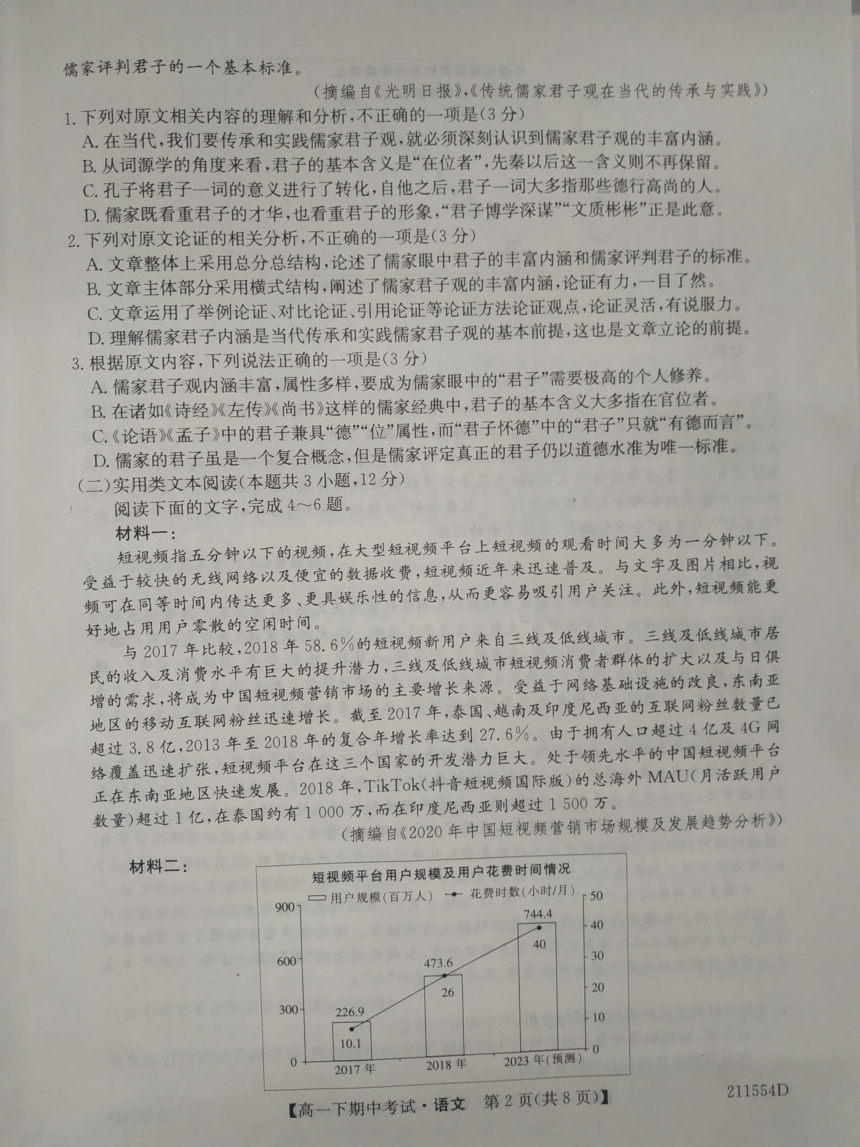 儒家评判君子的一个基本标准。
(摘编自《光明日报》,《传统儒家君子观在当代的传承与实践》)
1.下列对原文相关内容的理解和分析,不正确的一项是(3分)
A.在当代,我们要传承和实践儒家君子观,就必须深刻认识到儒家君子观的丰富内涵。
B.从词源学的角度来看,君子的基本含义是“在位者”,先秦以后这一含义则不再保留。
C.孔子将君子一词的意义进行了转化,自他之后,君子一词大多指那些德行高尚的人。
D.儒家既看重君子的才华,也看重君子的形象,“君子博学深谋”“文质彬彬”正是此意。
2.下列对原文论证的相关分析,不正确的一项是(3分)
A.文章整体上采用总分总结构,论述了儒家眼中君子的丰富内涵和儒家评判君子的标准。
B.文章主体部分采用横式结构,阐述了儒家君子观的丰富内涵,论证有力,一目了然。
C.文章运用了举例论证、对比论证、引用论证等论证方法论证观点,论证灵活,有说服力。
D.理解儒家君子内涵是当代传承和实践儒家君子观的基本前提,这也是文章立论的前提。
3.根据原文内容,下列说法正确的一项是(3分)
A.儒家君子观内涵丰富,属性多样,要成为儒家眼中的“君子”需要极高的个人修养。
B.在诸如《诗经》《左传》《尚书》这样的儒家经典中,君子的基本含义大多指在官位者。
C.《论语》《孟子》中的君子兼具“德”“位”属性,而“君子怀德”中的“君子”只就“有德而言”。
D.儒家的君子虽是一个复合概念,但是儒家评定真正的君子仍以道德水准为唯一标准。
(二)实用类文本阅读(本题共3小题,12分)
阅读下面的文字,完成4~6题。
材料一:
短视频指五分钟以下的视频,在大型短视频平台上短视频的观看时间大多为一分钟以下。
受益于较快的无线网络以及便宜的数据收费,短视频近年来迅速普及。与文字及图片相比,视
频可在同等时间内传达更多、更具娱乐性的信息,从而更容易吸引用户关注。此外,短视频能更
好地占用用户零散的空闲时间。
与2017年比较,2018年58.6%的短视频新用户来自三线及低线城市。三线及低线城市居
民的收入及消费水平有巨大的提升潜力,三线及低线城市短视频消费者群体的扩大以及与日俱
增的需求,将成为中国短视频营销市场的主要增长来源。受益于网络基础设施的改良,东南亚
地区的移动互联网粉丝迅速增长。截至2017年,泰国、越南及印度尼西亚的互联网粉丝数量已
超过3.8亿,2013年至2018年的复合年增长率达到27.6%。由于拥有人口超过4亿及4G网
络覆盖迅速扩张,短视频平台在这三个国家的开发潜力巨大。处于领先水平的中国短视频平台
正在东南亚地区快速发展。2018年,TikTok(抖音短视频国际版)的总海外MAU(月活跃用户
数量)超过1亿,在泰国约有1000万,而在印度尼西亚则超过1500万。
(摘编自《2020年中国短视频营销市场规模及发展趋势分析》)
材料二:
短视频平台用户规模及用户花费时间情况
用户规模(百万人) 花费时数(小时/月)
900 50
744.4
40
40
600 473.6 30
26
20
300 226.9
10
10.1
0 0
2017年 2018年 2023年(预测)
【高一下期中考试·语文 第2页(共8页)】
211554D